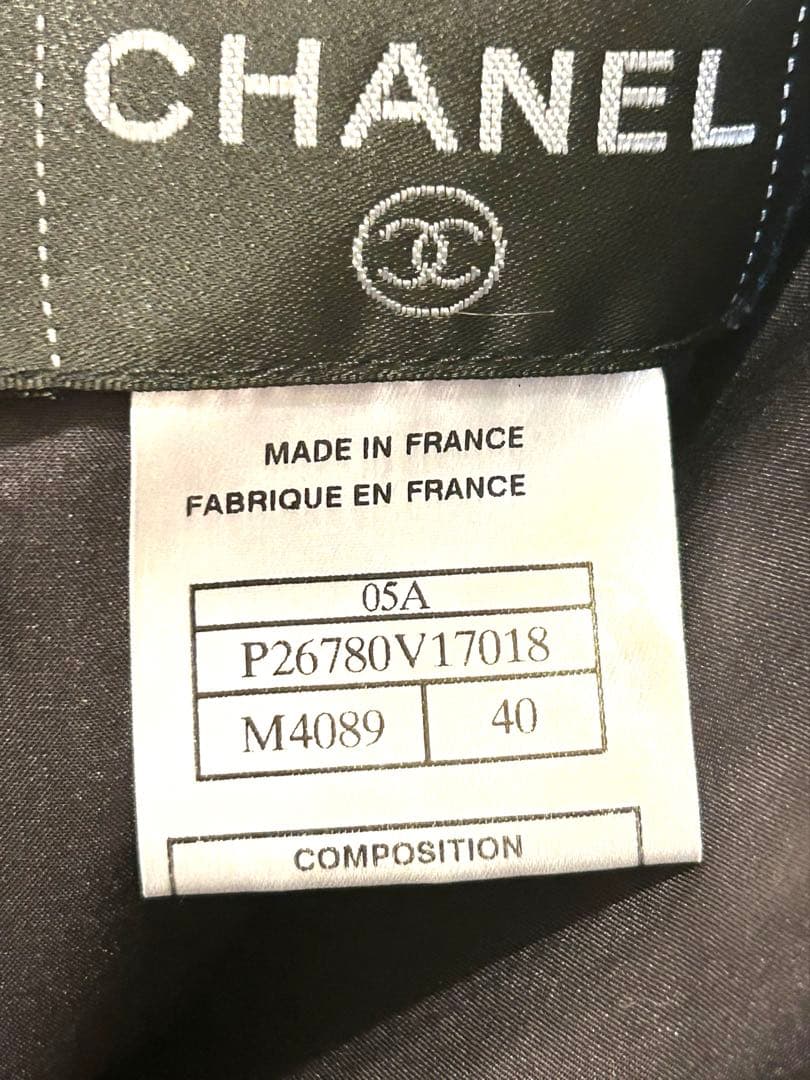 CHANEL
MADE IN FRANCE
FABRIQUE EN FRANCE
05A
P26780V17018
M4089 40
COMPOSITION